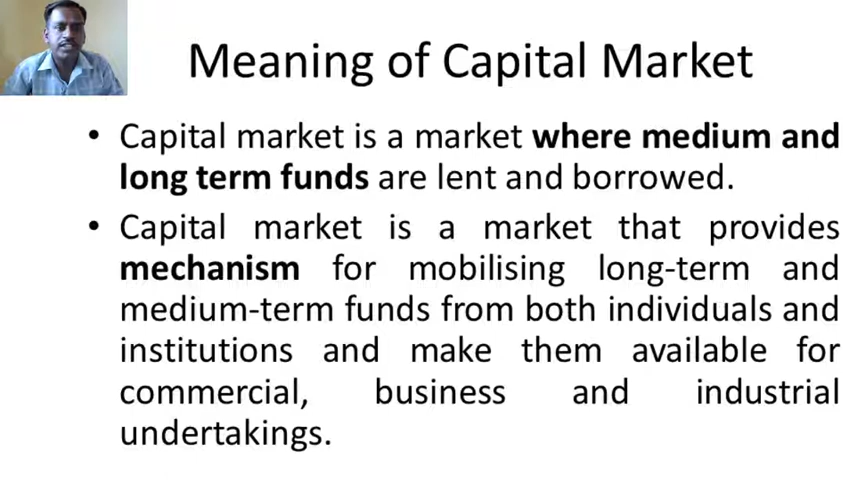 Meaning of Capital Market
• Capital market is a market where medium and
long term funds are lent and borrowed.
• Capital market is a market that provides
mechanism for mobilising long-term and
medium-term funds from both individuals and
institutions and make them available for
commercial, business and industrial
undertakings.